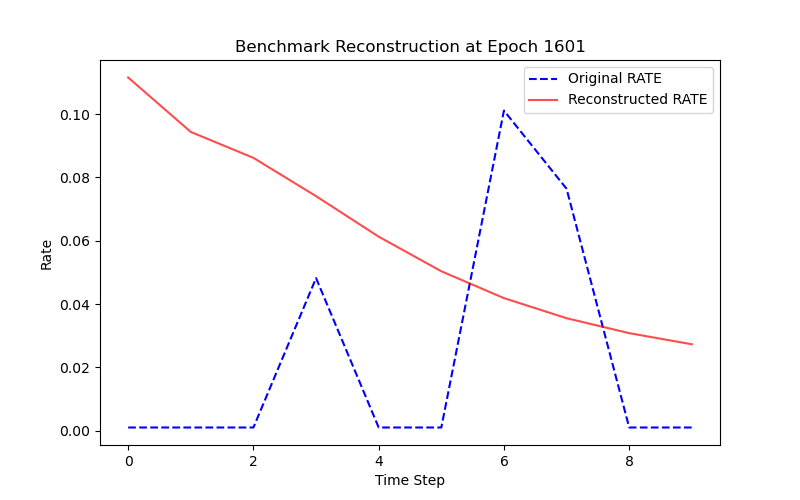 Benchmark Reconstruction at Epoch 1601
Original RATE
Reconstructed RATE
0.10
0.08
0.06
0.04
0.02
0.00
Rate
0 2 4 6 8
Time Step